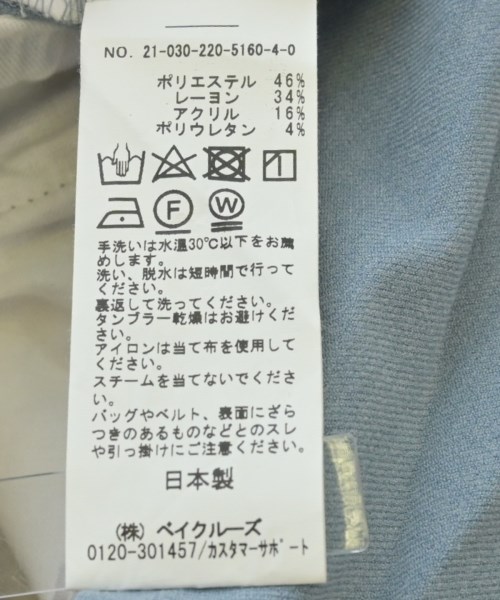 NO. 21-030-220-5160-4-0
ポリエステル 46%
レーヨン 34%
アクリル 16%
ポリウレタン 4%
F W
手洗いは水温30℃以下をお薦
めします。
洗い、脱水は短時間で行って
ください。
裏返して洗ってください。
タンブラー乾燥はお避けくだ
さい。
アイロンは当て布を使用して
ください。
スチームを当てないでくださ
い。
バッグやベルト、表面にざら
つきのあるものなどとのスレ
や引っ掛けにご注意ください。
日本製
(株) ベイクルーズ
0120-301457/カスタマーサポート